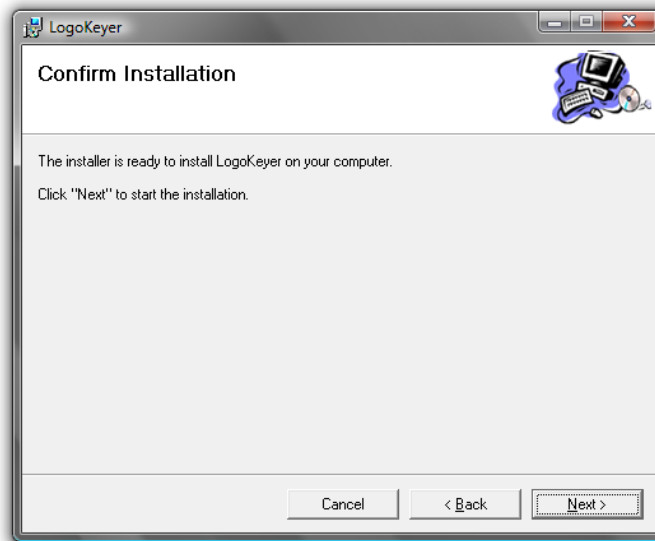 LogoKeyer
Confirm Installation
The installer is ready to install LogoKeyer on your computer.
Click "Next" to start the installation.
Cancel
< Back
Next >